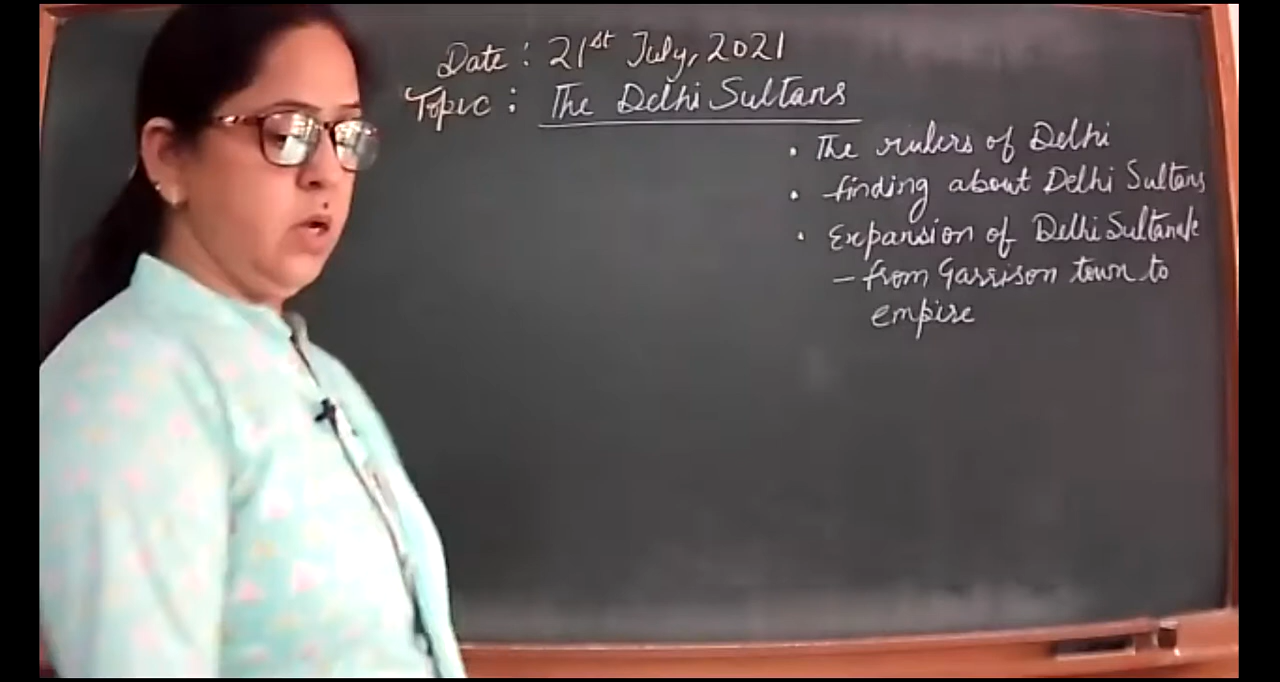 Date : 21st July, 2021
Topic : The Delhi Sultans
• The rulers of Delhi
• finding about Delhi Sultans
• Expansion of Delhi Sultanate
– from Garrison town to
empire